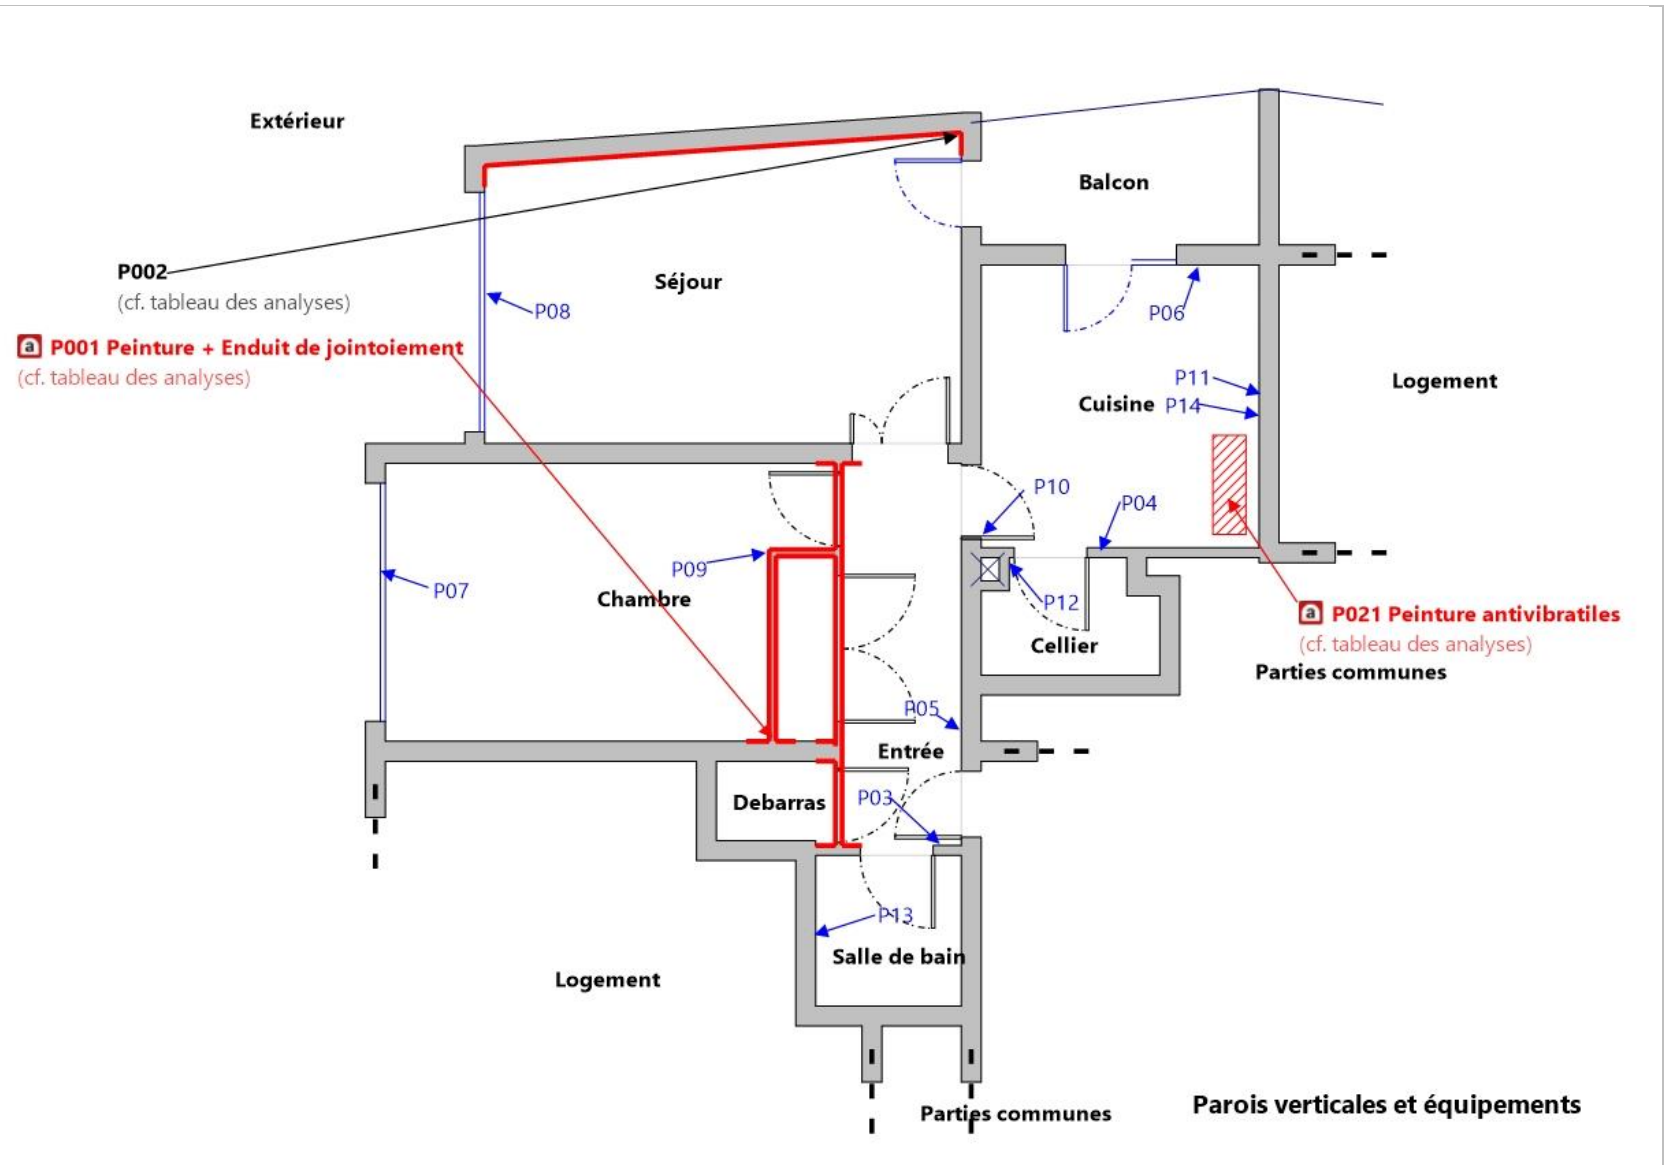 Extérieur
Balcon
P002
(cf. tableau des analyses)
Séjour
P08
P06
a P001 Peinture + Enduit de jointoiement
(cf. tableau des analyses)
P11
Logement
Cuisine
P14
P10
P04
P09
P07
Chambre
P12
a P021 Peinture antivibratiles
(cf. tableau des analyses)
Cellier
Parties communes
P05
Entrée
Debarras
P03
P13
Salle de bain
Logement
Parties communes
Parois verticales et équipements